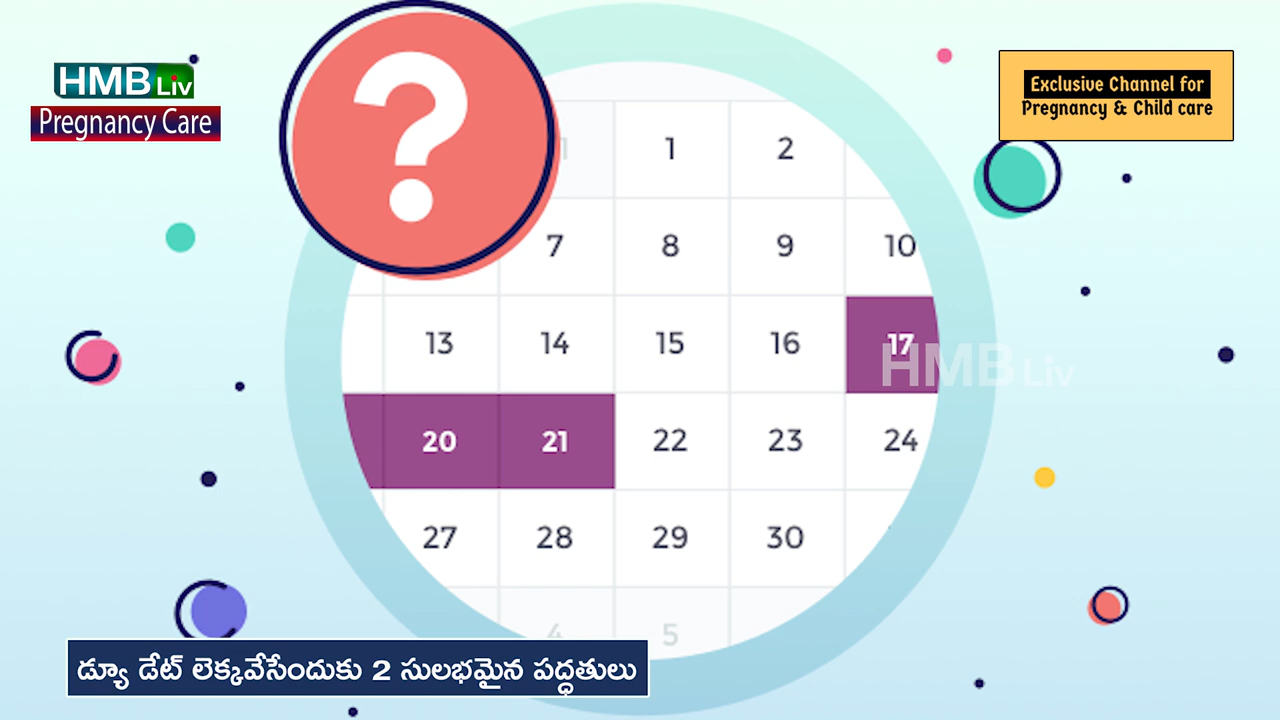 HMB Liv
Pregnancy Care
Exclusive Channel for
Pregnancy & Child care
?
1 2
7 8 9 10
13 14 15 16 17
HMB Liv
20 21 22 23 24
27 28 29 30
4 5
డ్యూ డేట్ లెక్కవేసేందుకు 2 సులభమైన పద్ధతులు